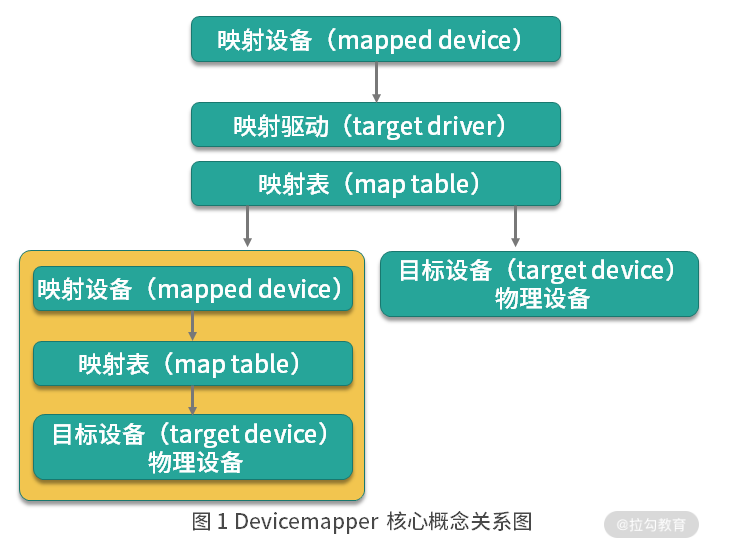 映射设备（mapped device）
映射驱动（target driver）
映射表（map table）
映射设备（mapped device）
映射表（map table）
目标设备（target device）
物理设备
目标设备（target device）
物理设备
图 1 Devicemapper 核心概念关系图
@拉勾教育